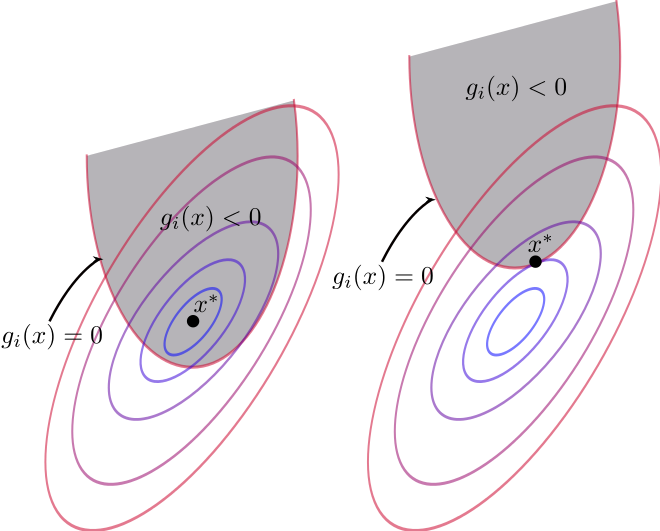 g_i(x) < 0
x*
g_i(x) = 0
g_i(x) < 0
x*
g_i(x) = 0